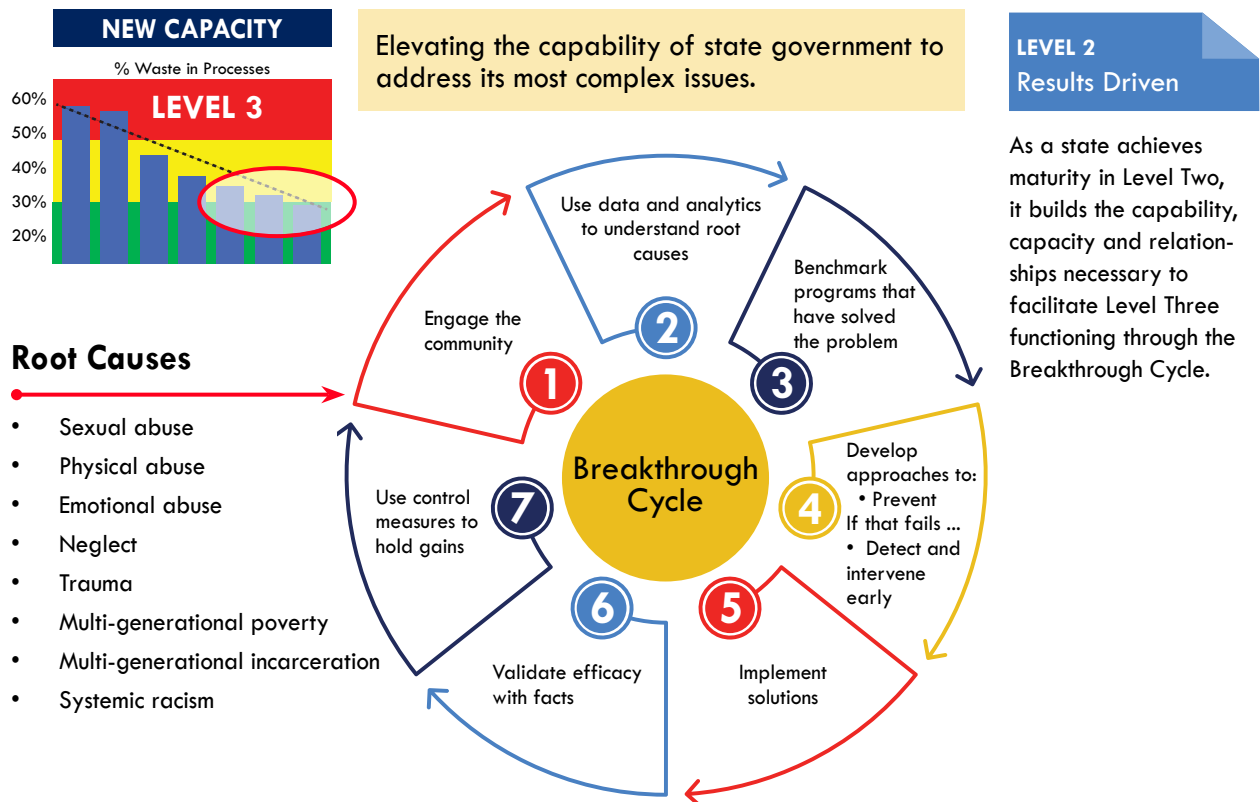 NEW CAPACITY
% Waste in Processes
LEVEL 3
60%
50%
40%
30%
20%
Elevating the capability of state government to
address its most complex issues.
LEVEL 2
Results Driven
As a state achieves
maturity in Level Two,
it builds the capability,
capacity and relation-
ships necessary to
facilitate Level Three
functioning through the
Breakthrough Cycle.
Root Causes
• Sexual abuse
• Physical abuse
• Emotional abuse
• Neglect
• Trauma
• Multi-generational poverty
• Multi-generational incarceration
• Systemic racism
Breakthrough
Cycle
Engage the
community
1
Use data and analytics
to understand root
causes
2
Benchmark
programs that
have solved
the problem
3
Develop
approaches to:
• Prevent
If that fails ...
• Detect and
intervene
early
4
5
Implement
solutions
6
Validate efficacy
with facts
7
Use control
measures to
hold gains